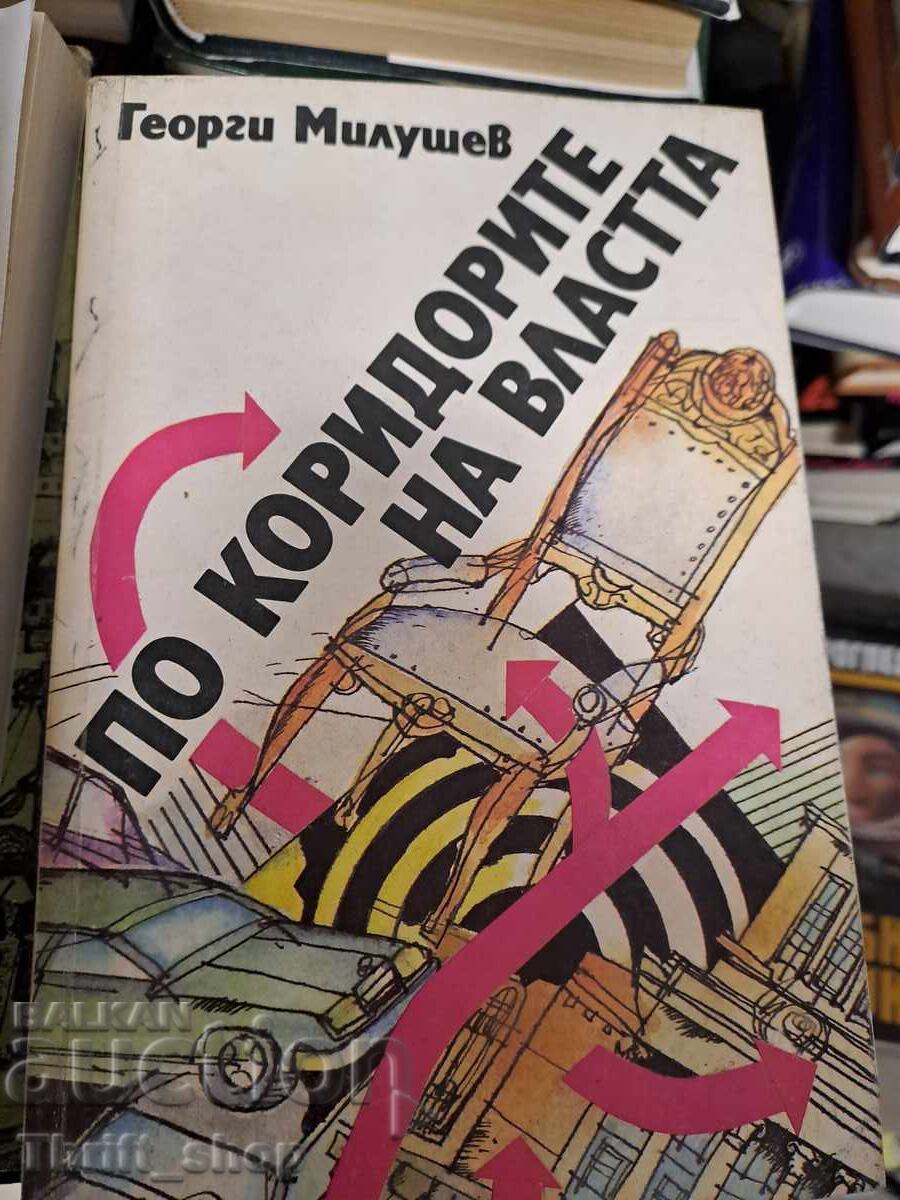 Георги Милушев
ПО КОРИДОРИТЕ
НА ВЛАСТТА
BALKAN
auction
Thrift_shop